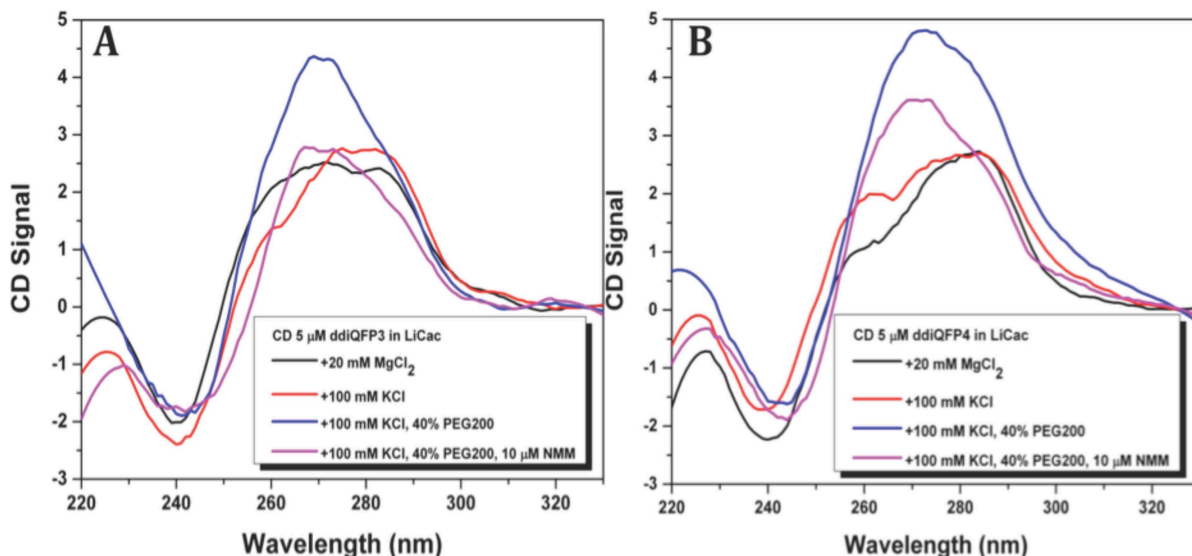 A
5
4
3
2
1
0
-1
-2
-3
CD Signal
CD 5 μM ddiQFP3 in LiCac
+20 mM MgCl₂
+100 mM KCl
+100 mM KCl, 40% PEG200
+100 mM KCl, 40% PEG200, 10 μM NMM
220 240 260 280 300 320
Wavelength (nm)
B
5
4
3
2
1
0
-1
-2
-3
CD Signal
CD 5 μM ddiQFP4 in LiCac
+20 mM MgCl₂
+100 mM KCl
+100 mM KCl, 40% PEG200
+100 mM KCl, 40% PEG200, 10 μM NMM
220 240 260 280 300 320
Wavelength (nm)